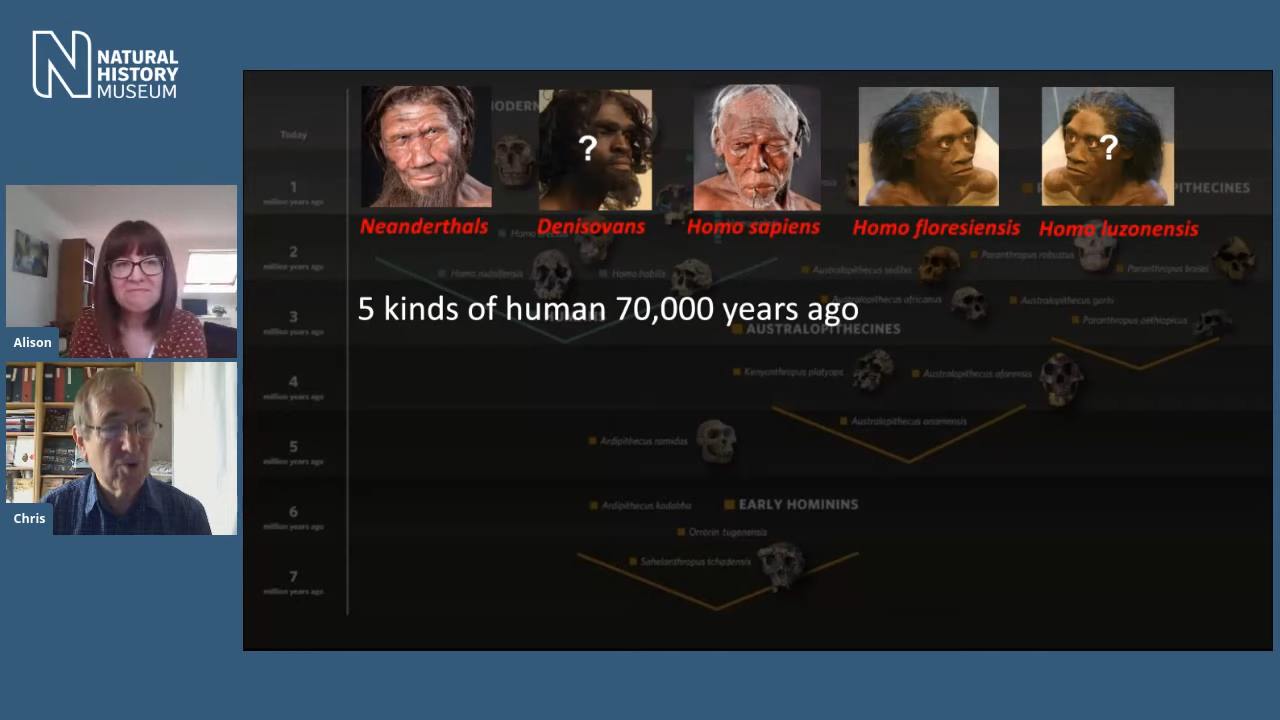 NATURAL
HISTORY
MUSEUM
Alison
Chris
MODERN
Today
1
million years ago
2
million years ago
3
million years ago
4
million years ago
5
million years ago
6
million years ago
7
million years ago
?
?
Neanderthals
Denisovans
Homo sapiens
Homo floresiensis
Homo luzonensis
5 kinds of human 70,000 years ago
Homo rudolfensis
Homo habilis
Australopithecus sediba
Paranthropus robustus
Paranthropus boisei
Australopithecus africanus
Australopithecus garhi
Paranthropus aethiopicus
AUSTRALOPITHECINES
Kenyanthropus platyops
Australopithecus afarensis
Australopithecus anamensis
Ardipithecus ramidus
Ardipithecus kadabba
EARLY HOMININS
Orrorin tugenensis
Sahelanthropus tchadensis